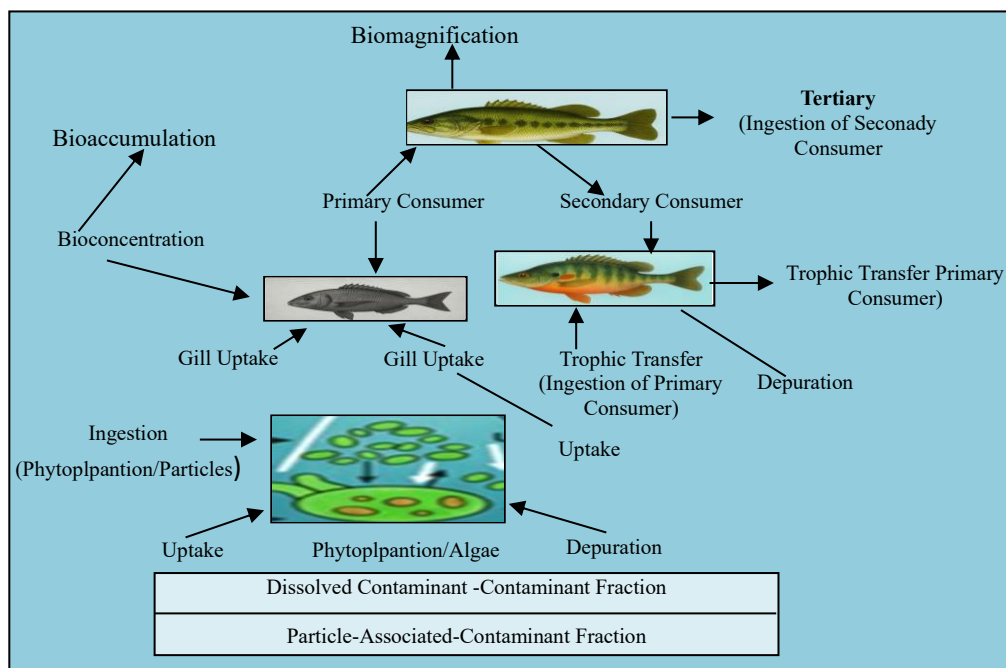 Biomagnification
Tertiary
(Ingestion of Seconady
Consumer
Bioaccumulation
Primary Consumer
Secondary Consumer
Bioconcentration
Trophic Transfer Primary
Consumer)
Gill Uptake
Gill Uptake
Trophic Transfer
(Ingestion of Primary
Consumer)
Depuration
Ingestion
(Phytoplpantion/Particles)
Uptake
Uptake
Phytoplpantion/Algae
Depuration
Dissolved Contaminant -Contaminant Fraction
Particle-Associated-Contaminant Fraction